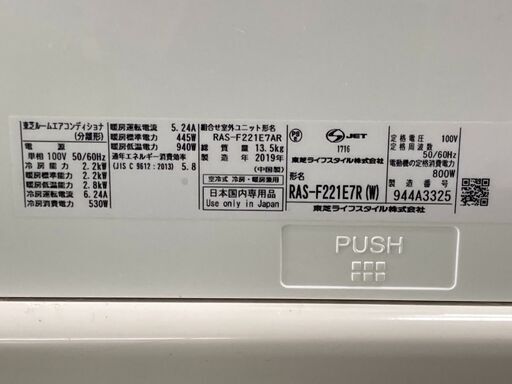 東芝ルームエアコンディショナ
(分離形)
電源
単相 100V 50/60Hz
冷房能力 2.2kW
暖房標準能力 2.2kW
暖房低温能力 2.8kW
冷房運転電流 6.24A
冷房消費電力 530W
暖房運転電流 5.24A
暖房標準電力 445W
暖房低温電力 940W
通年エネルギー消費効率
(JIS C 9612:2013) 5.8
組合せ室外ユニット形名
RAS-F221E7AR
総質量 13.5kg
製造年 2019年
(中国製)
空冷式 冷房・暖房兼用
日本国内専用品
Use only in Japan
PSE
JET
1716
東芝ライフスタイル株式会社
形名
RAS-F221E7R(W)
東芝ライフスタイル株式会社
定格電圧 100V
定格周波数
50/60Hz
電動機の定格消費電力
800W
製造番号
944A3325
PUSH